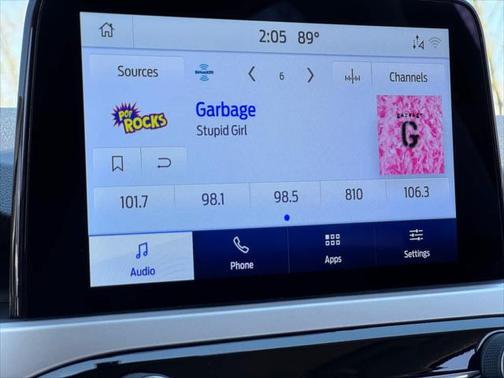 2:05 89°
Sources
SiriusXM
6
Channels
POP ROCKS
Garbage
Stupid Girl
GARBAGE
G
101.7 98.1 98.5 810 106.3
Audio
Phone
Apps
Settings